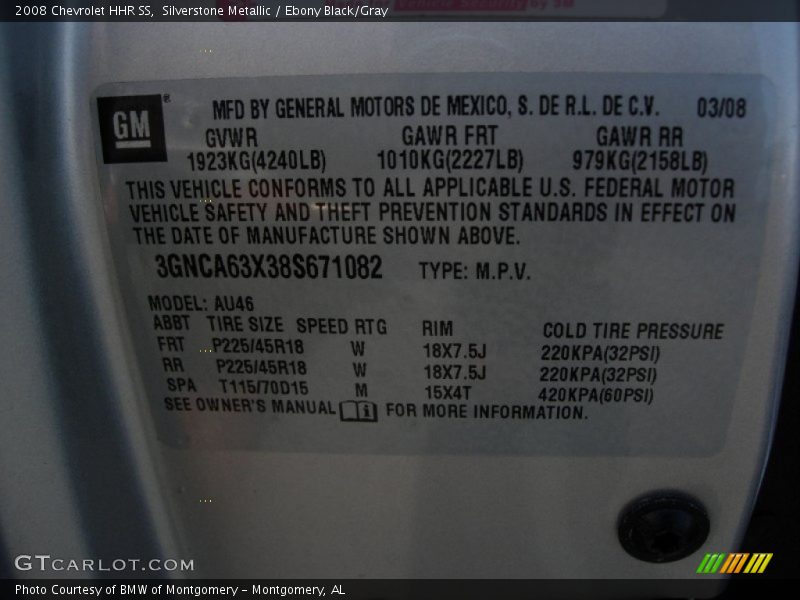 2008 Chevrolet HHR SS,  Silverstone Metallic / Ebony Black/Gray
Vehicle Security by 3M
GM®
MFD BY GENERAL MOTORS DE MEXICO, S. DE R.L. DE C.V. 03/08
GVWR GAWR FRT GAWR RR
1923KG(4240LB) 1010KG(2227LB) 979KG(2158LB)
THIS VEHICLE CONFORMS TO ALL APPLICABLE U.S. FEDERAL MOTOR
VEHICLE SAFETY AND THEFT PREVENTION STANDARDS IN EFFECT ON
THE DATE OF MANUFACTURE SHOWN ABOVE.
3GNCA63X38S671082 TYPE: M.P.V.
MODEL: AU46
ABBT TIRE SIZE SPEED RTG RIM COLD TIRE PRESSURE
FRT P225/45R18 W 18X7.5J 220KPA(32PSI)
RR P225/45R18 W 18X7.5J 220KPA(32PSI)
SPA T115/70D15 M 15X4T 420KPA(60PSI)
SEE OWNER'S MANUAL i FOR MORE INFORMATION.
GTCARLOT.COM
Photo Courtesy of BMW of Montgomery – Montgomery, AL